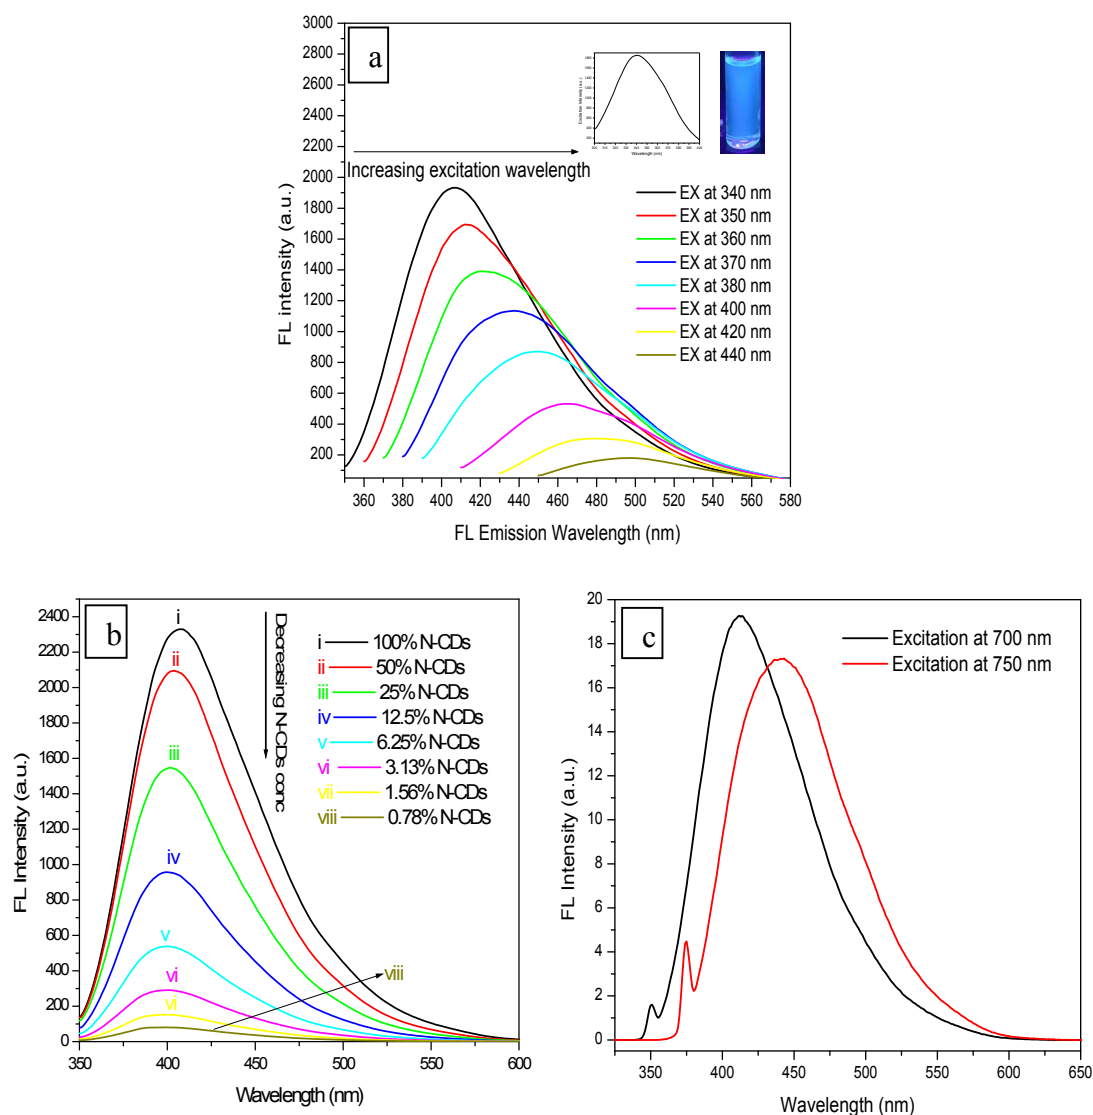 a
3000
2800
2600
2400
2200
2000
1800
1600
1400
1200
1000
800
600
400
200
FL intensity (a.u.)
Increasing excitation wavelength
Excitation Intensity (a.u.)
Wavelength (nm)
EX at 340 nm
EX at 350 nm
EX at 360 nm
EX at 370 nm
EX at 380 nm
EX at 400 nm
EX at 420 nm
EX at 440 nm
360 380 400 420 440 460 480 500 520 540 560 580
FL Emission Wavelength (nm)
b
2400
2200
2000
1800
1600
1400
1200
1000
800
600
400
200
0
FL Intensity (a.u.)
i
ii
iii
iv
v
vi
vi
viii
Decreasing N-CDs conc
i 100% N-CDs
ii 50% N-CDs
iii 25% N-CDs
iv 12.5% N-CDs
v 6.25% N-CDs
vi 3.13% N-CDs
vii 1.56% N-CDs
viii 0.78% N-CDs
350 400 450 500 550 600
Wavelength (nm)
c
20
18
16
14
12
10
8
6
4
2
0
FL Intensity (a.u.)
Excitation at 700 nm
Excitation at 750 nm
350 400 450 500 550 600 650
Wavelength (nm)